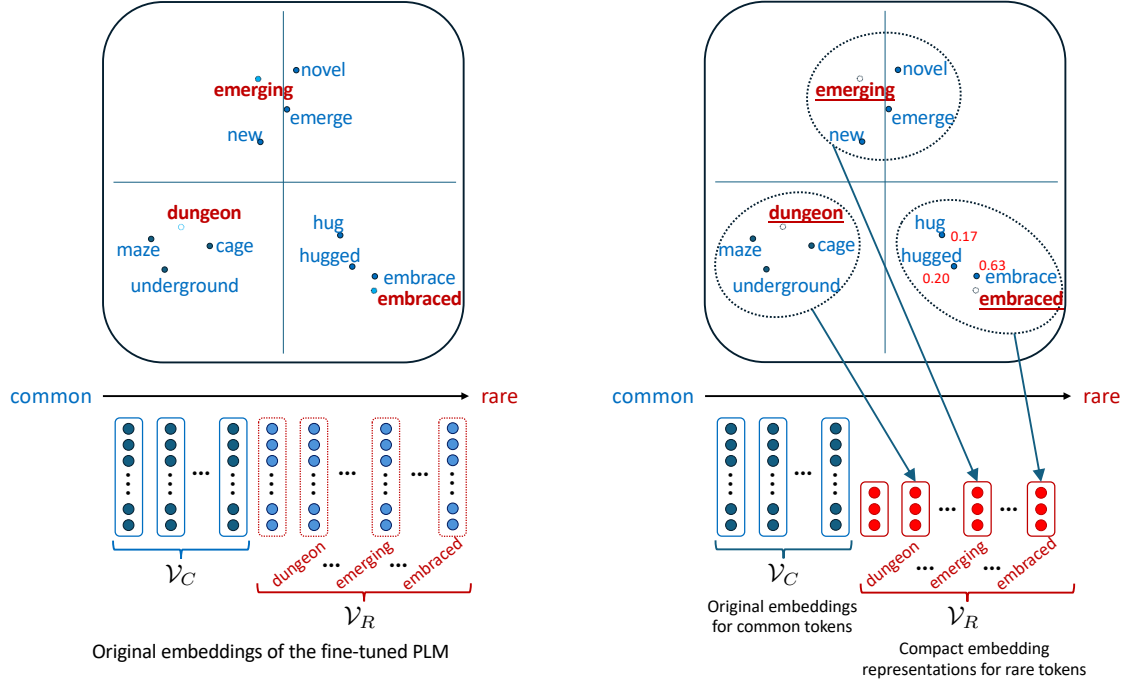 novel
emerging
emerge
new
dungeon
maze
cage
underground
hug
hugged
embrace
embraced
common
rare
...
...
...
dungeon
...
emerging
...
embraced
𝒱_C
𝒱_R
Original embeddings of the fine-tuned PLM
novel
emerging
emerge
new
dungeon
maze
cage
underground
hug
0.17
hugged
0.63
0.20
embrace
embraced
common
rare
...
...
...
dungeon
...
emerging
...
embraced
𝒱_C
𝒱_R
Original embeddings
for common tokens
Compact embedding
representations for rare tokens